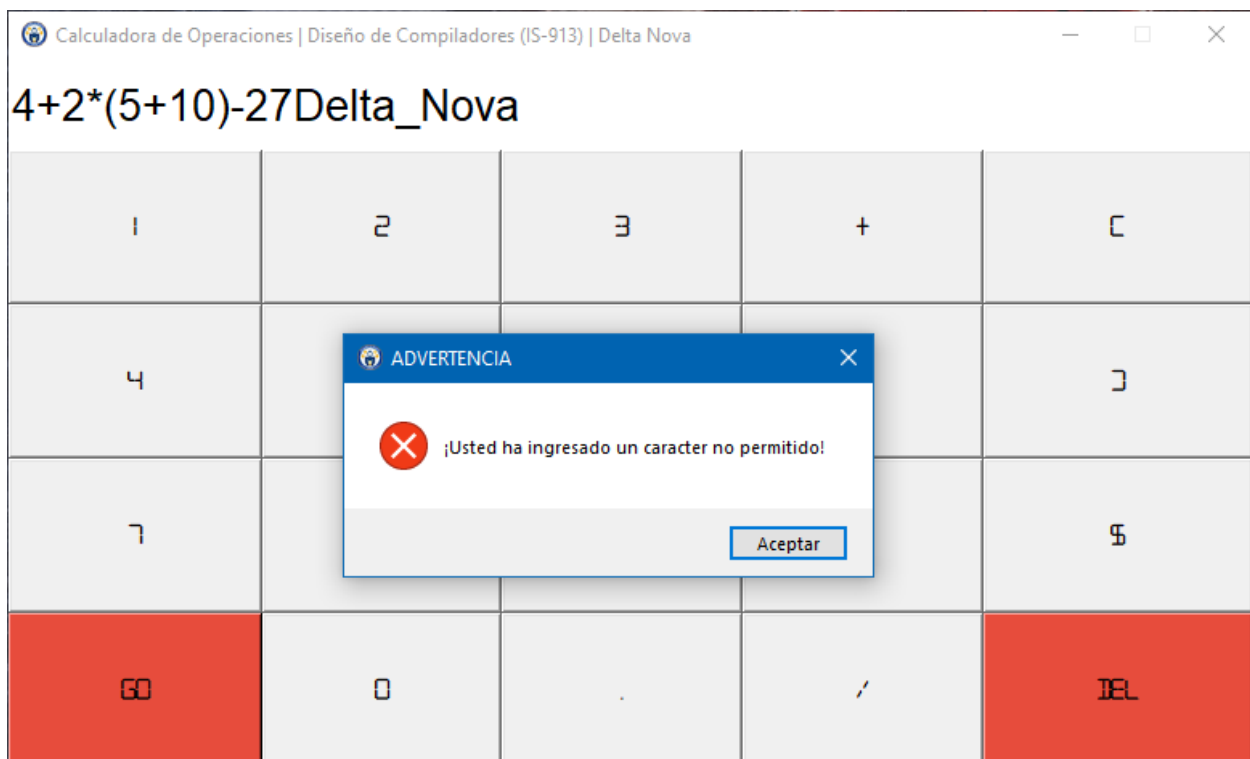 Calculadora de Operaciones | Diseño de Compiladores (IS-913) | Delta Nova
4+2*(5+10)-27Delta_Nova
1 2 3 + (
4 )
ADVERTENCIA
¡Usted ha ingresado un caracter no permitido!
Aceptar
7 $
GO 0 . / DEL